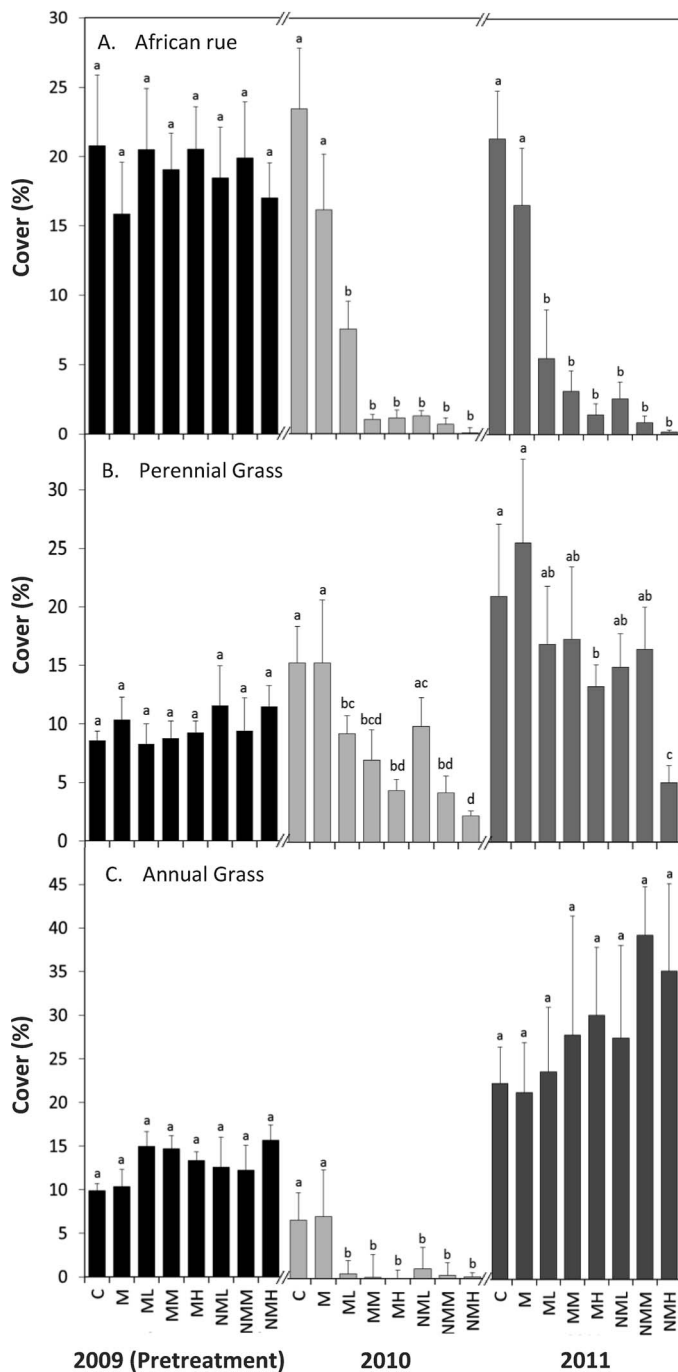 A. African rue
Cover (%)
30
25
20
15
10
5
0
a a a a a a a a
a a b b b b b b
a a b b b b b b
B. Perennial Grass
Cover (%)
30
25
20
15
10
5
0
a a a a a a a a
a a bc bcd bd ac bd d
a a ab ab b ab ab c
C. Annual Grass
Cover (%)
45
40
35
30
25
20
15
10
5
0
a a a a a a a a
a a b b b b b b
a a a a a a a a
C M ML MM MH NML NMM NMH
C M ML MM MH NML NMM NMH
C M ML MM MH NML NMM NMH
2009 (Pretreatment) 2010 2011